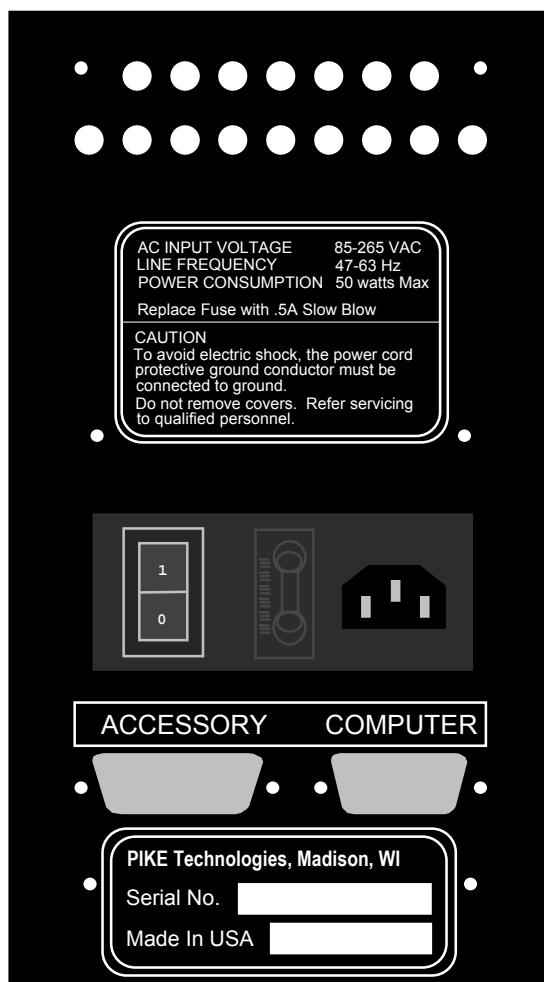 AC INPUT VOLTAGE 85-265 VAC
LINE FREQUENCY 47-63 Hz
POWER CONSUMPTION 50 watts Max
Replace Fuse with .5A Slow Blow
CAUTION
To avoid electric shock, the power cord
protective ground conductor must be
connected to ground.
Do not remove covers. Refer servicing
to qualified personnel.
1
0
ACCESSORY COMPUTER
PIKE Technologies, Madison, WI
Serial No.
Made In USA